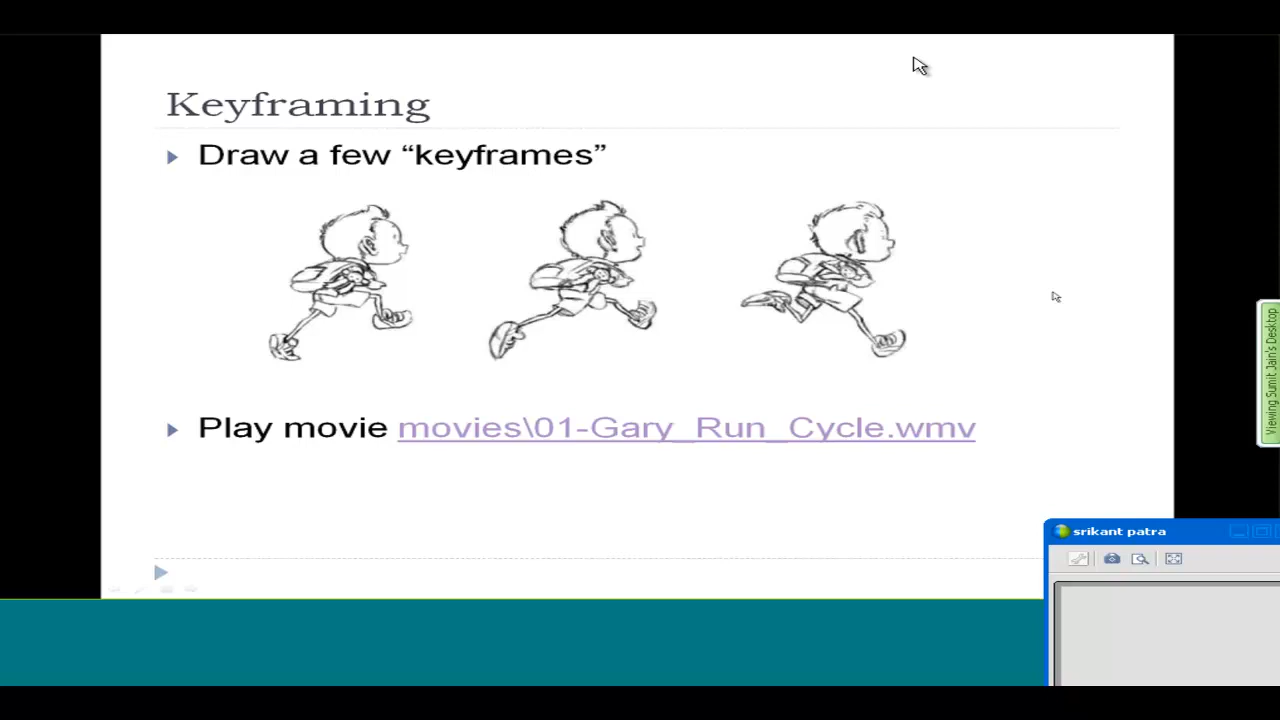 Keyframing
Draw a few “keyframes”
Play movie movies\01-Gary_Run_Cycle.wmv
Viewing Sumit Jain's Desktop
srikant patra